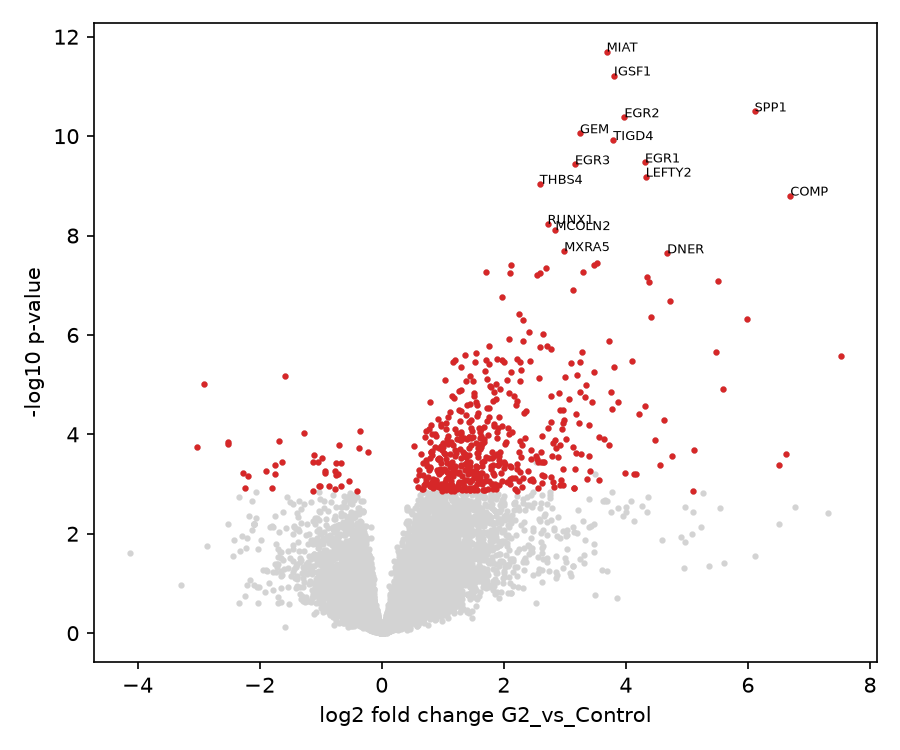 12
10
8
6
4
2
0
-log10 p-value
MIAT
IGSF1
SPP1
EGR2
GEM
TIGD4
EGR3
EGR1
LEFTY2
THBS4
COMP
RUNX1
MCOLN2
MXRA5
DNER
−4 −2 0 2 4 6 8
log2 fold change G2_vs_Control